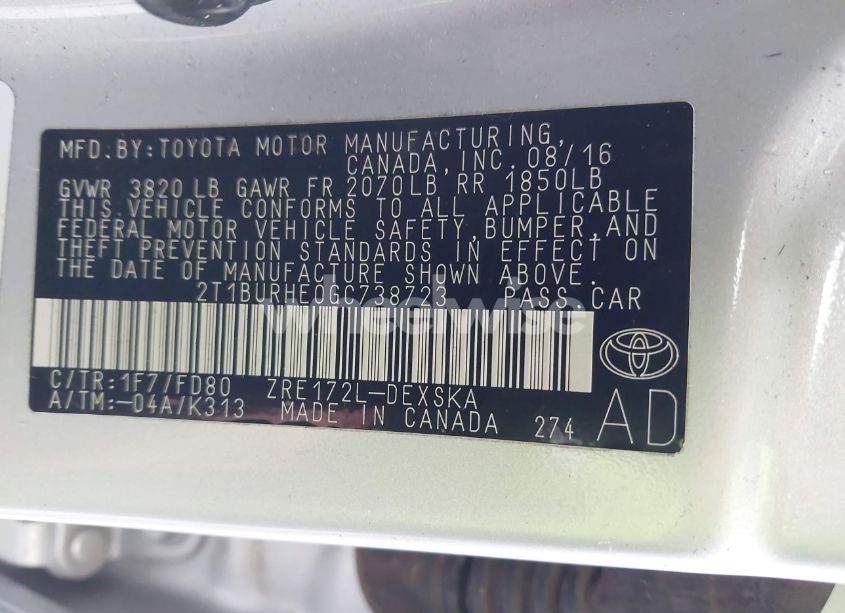 MFD.BY:TOYOTA MOTOR MANUFACTURING,
CANADA,INC.08/16
GVWR 3820 LB GAWR FR 2070LB RR 1850LB
THIS VEHICLE CONFORMS TO ALL APPLICABLE
FEDERAL MOTOR VEHICLE SAFETY,BUMPER,AND
THEFT PREVENTION STANDARDS IN EFFECT ON
THE DATE OF MANUFACTURE SHOWN ABOVE.
2T1BURHE0GC738723 PASS CAR
wheelwise
C/TR:1F7/FD80 ZRE172L-DEXSKA
A/TM:-04A/K313 MADE IN CANADA 274 AD